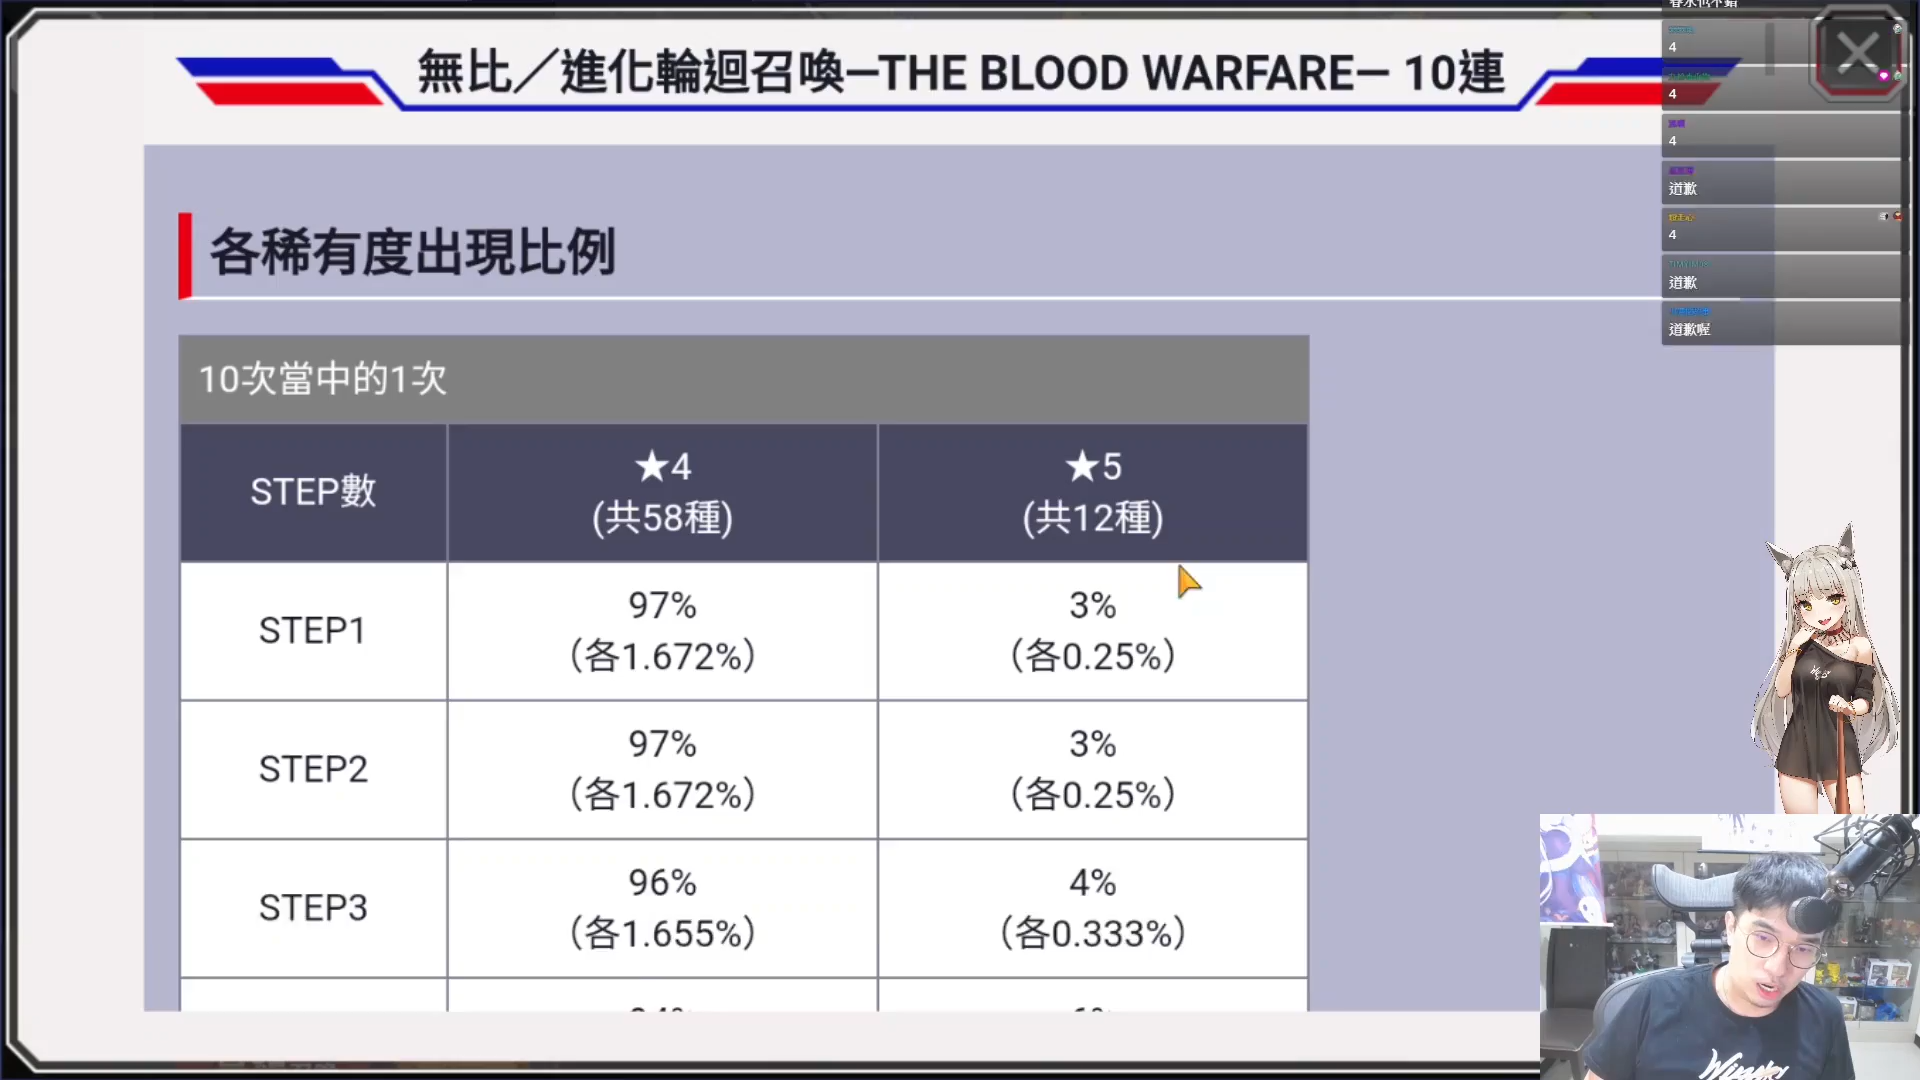 無比／進化輪迴召喚—THE BLOOD WARFARE— 10連
各稀有度出現比例
10次當中的1次
STEP數
★4
(共58種)
★5
(共12種)
STEP1
97%
（各1.672%）
3%
（各0.25%）
STEP2
97%
（各1.672%）
3%
（各0.25%）
STEP3
96%
（各1.655%）
4%
（各0.333%）
4
4
4
道歉
4
道歉
道歉喔